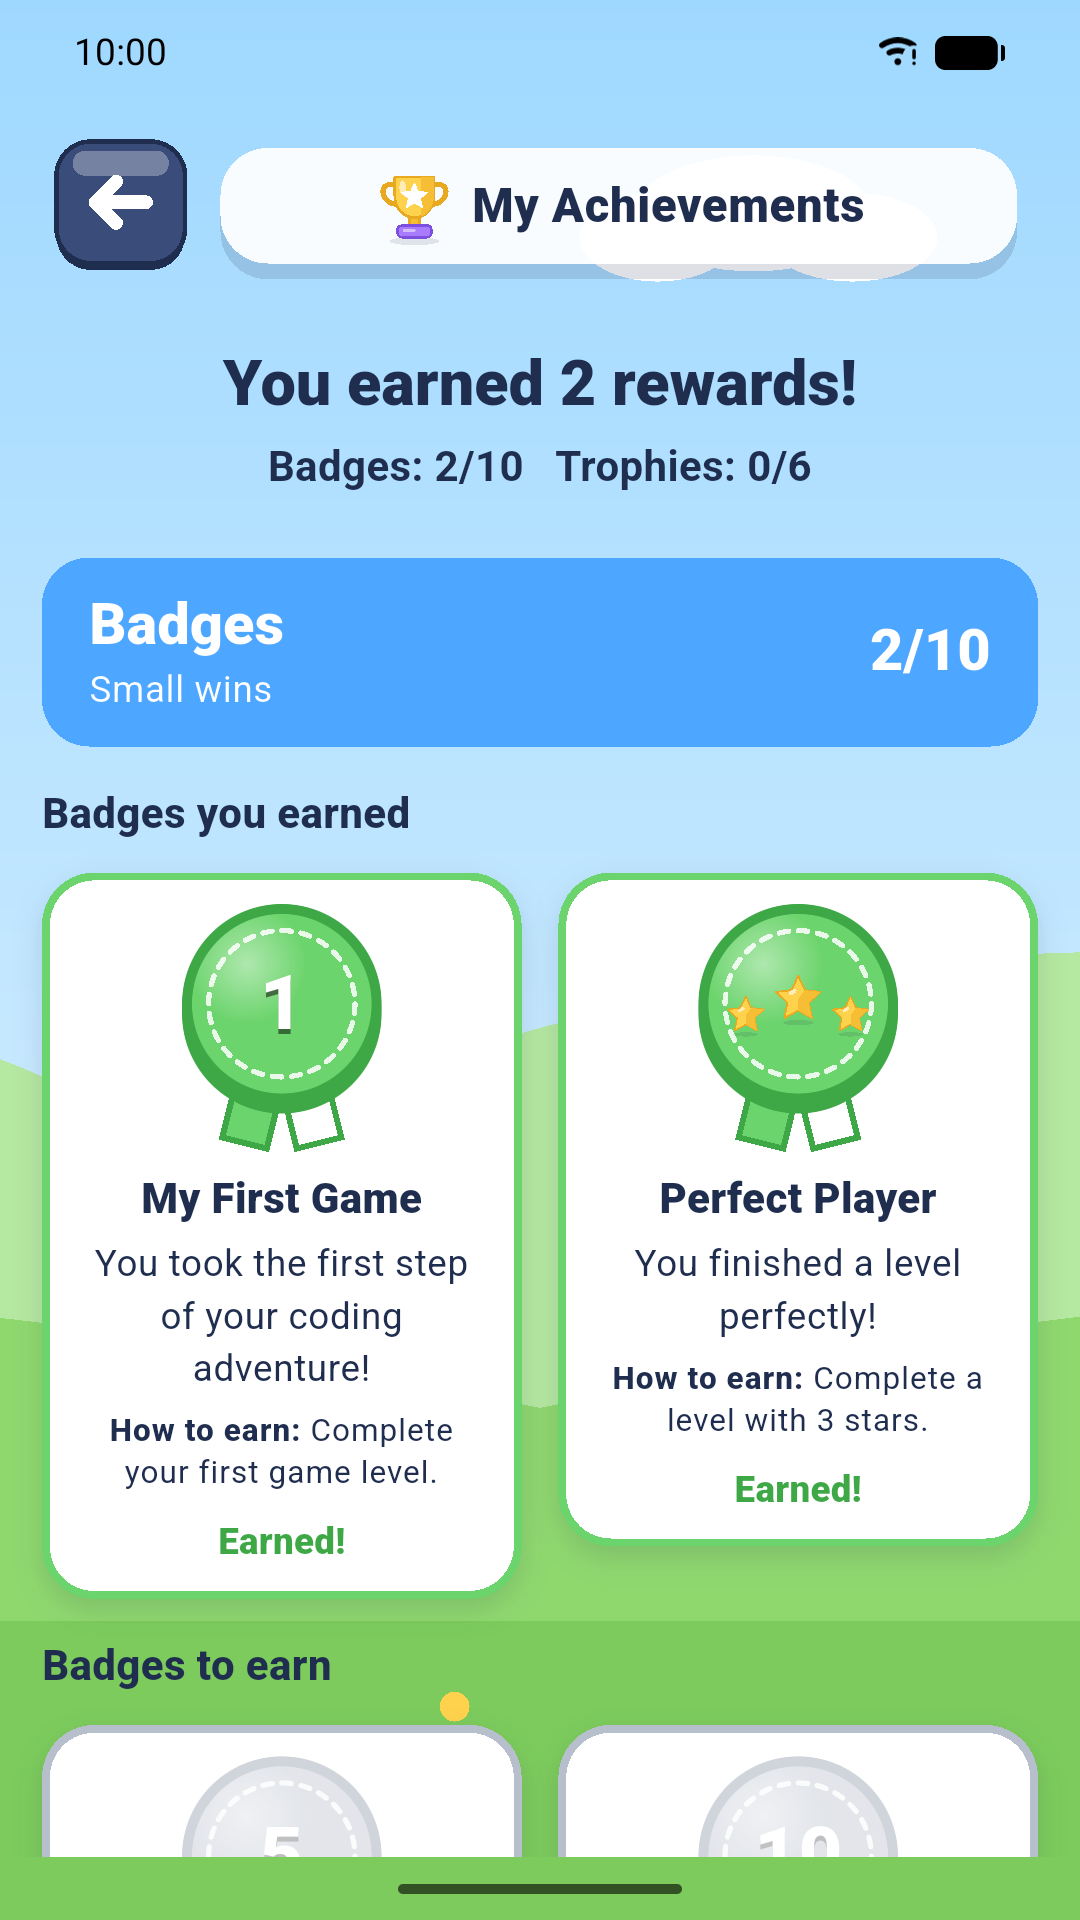 10:00
My Achievements
You earned 2 rewards!
Badges: 2/10 Trophies: 0/6
Badges
Small wins
2/10
Badges you earned
1
My First Game
You took the first step
of your coding
adventure!
How to earn: Complete
your first game level.
Earned!
Perfect Player
You finished a level
perfectly!
How to earn: Complete a
level with 3 stars.
Earned!
Badges to earn
5
10